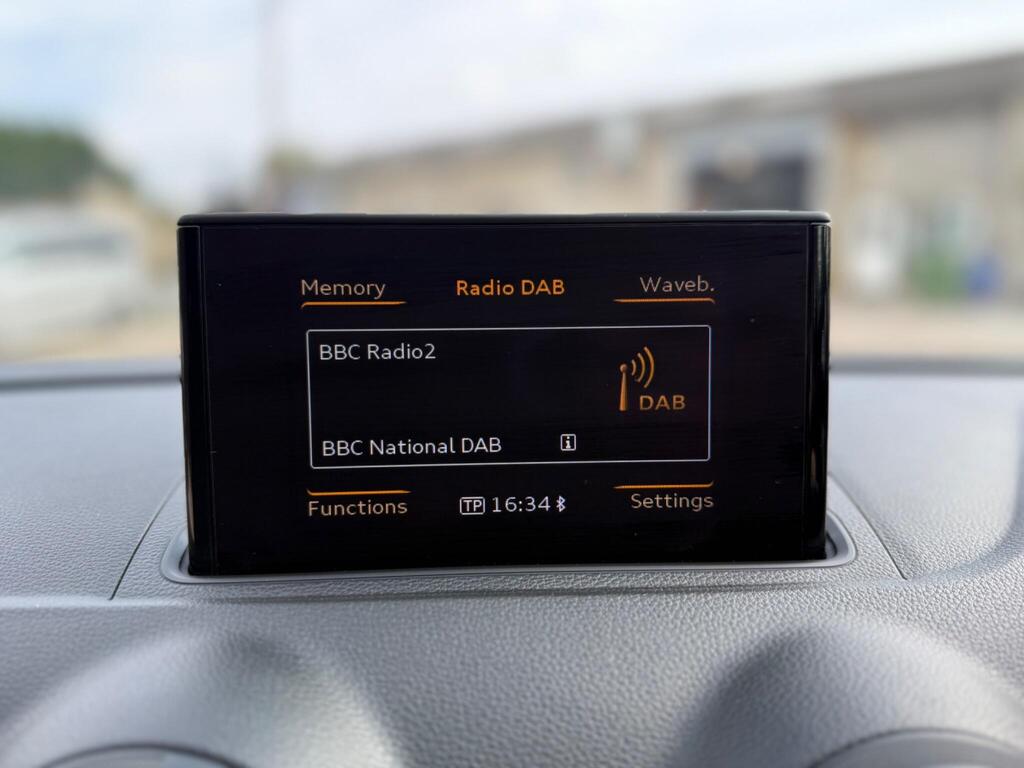 Memory Radio DAB Waveb.
BBC Radio2
DAB
BBC National DAB i
Functions TP 16:34 Settings